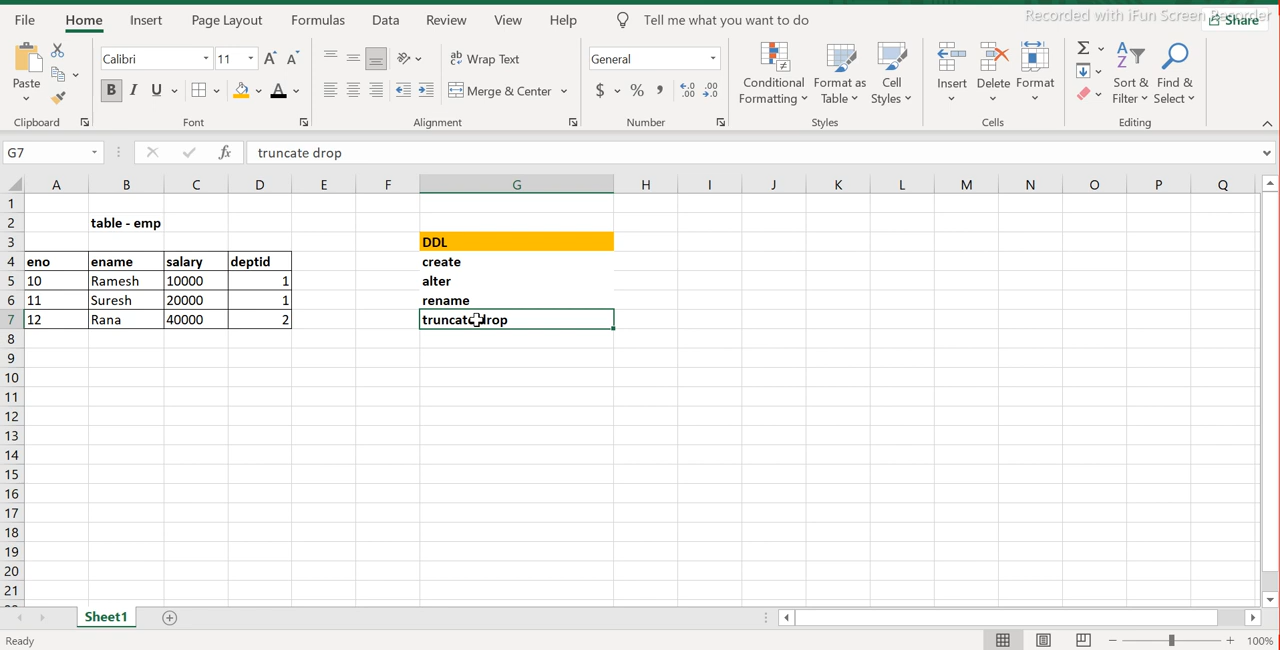 File Home Insert Page Layout Formulas Data Review View Help Tell me what you want to do Share
Recorded with iFun Screen Recorder
Paste
Calibri 11
Wrap Text
Merge & Center
General
Conditional Formatting
Format as Table
Cell Styles
Insert Delete Format
Sort & Filter
Find & Select
Clipboard Font Alignment Number Styles Cells Editing
G7 fx truncate drop
A B C D E F G H I J K L M N O P Q
1
2 table - emp
3 DDL
4 eno ename salary deptid create
5 10 Ramesh 10000 1 alter
6 11 Suresh 20000 1 rename
7 12 Rana 40000 2 truncate drop
8
9
10
11
12
13
14
15
16
17
18
19
20
21
Sheet1
Ready 100%